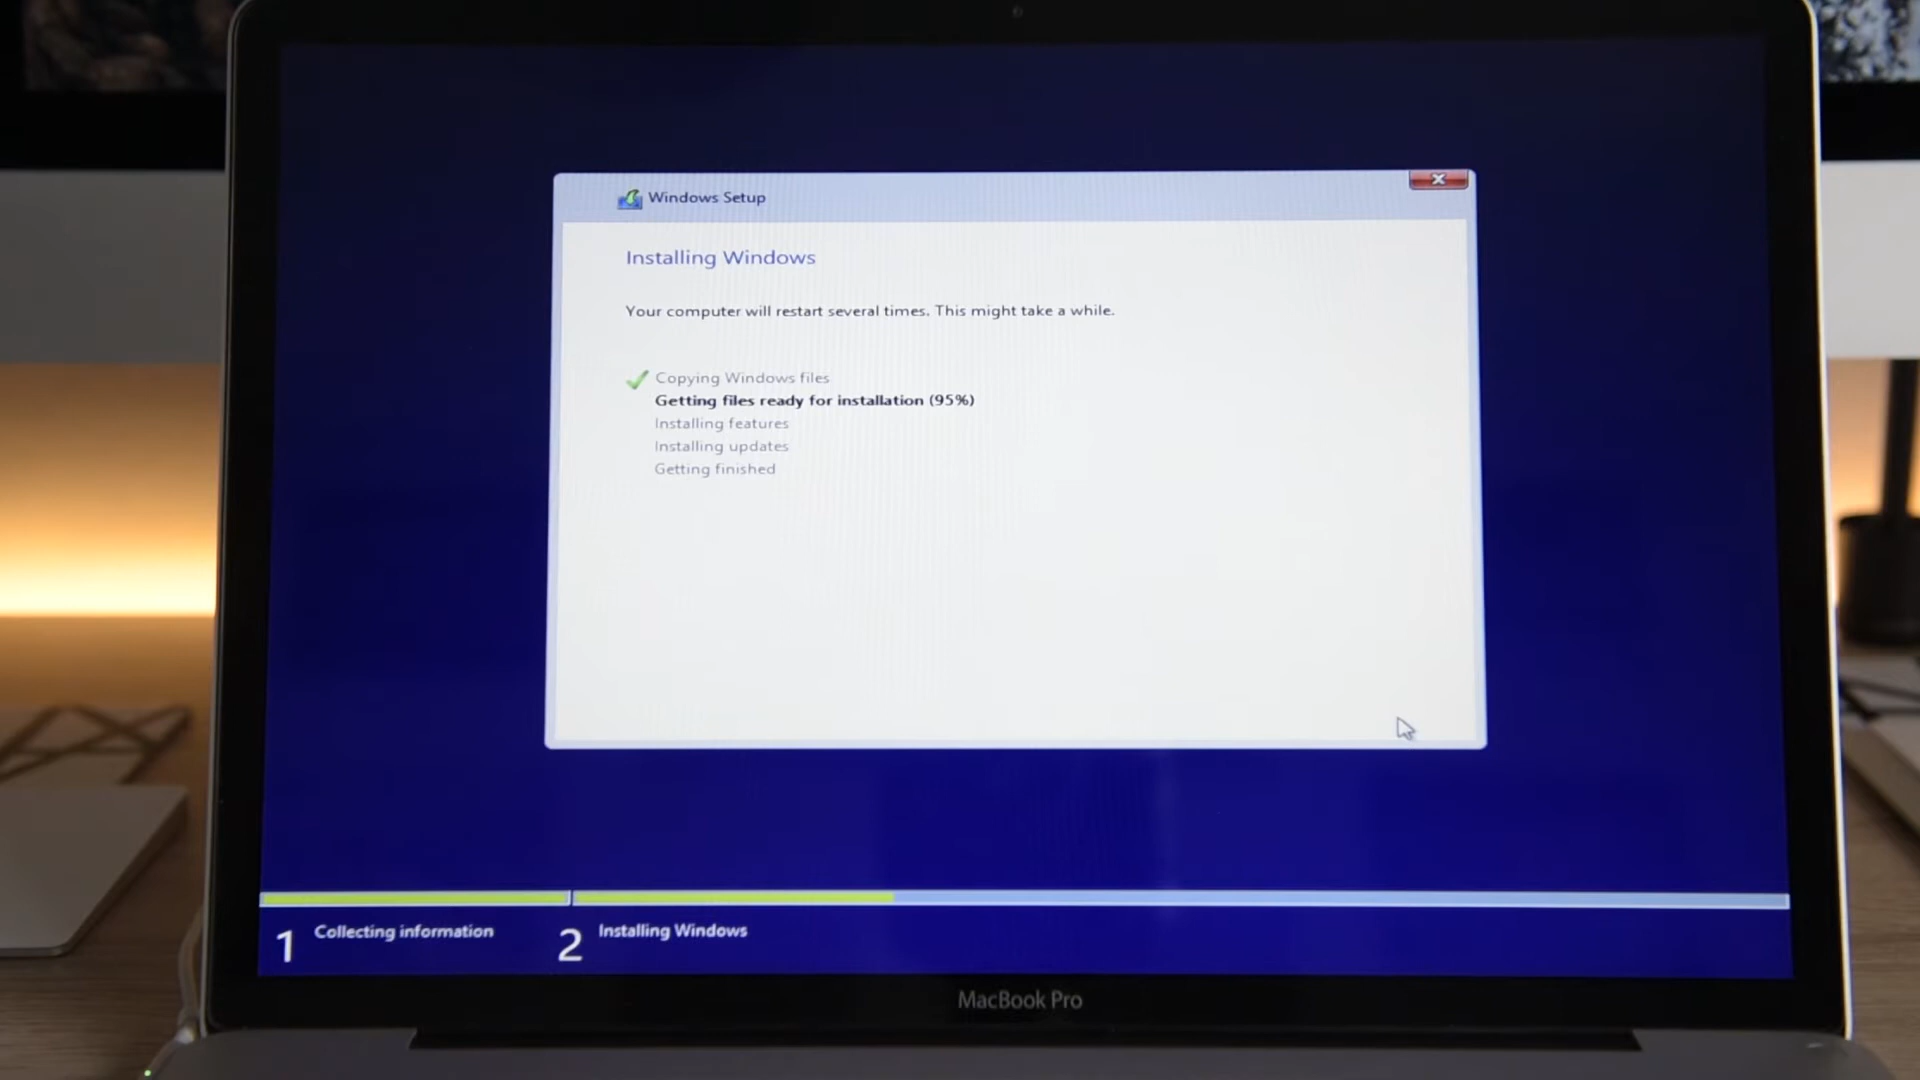 Windows Setup
Installing Windows
Your computer will restart several times. This might take a while.
Copying Windows files
Getting files ready for installation (95%)
Installing features
Installing updates
Getting finished
1 Collecting information
2 Installing Windows
MacBook Pro